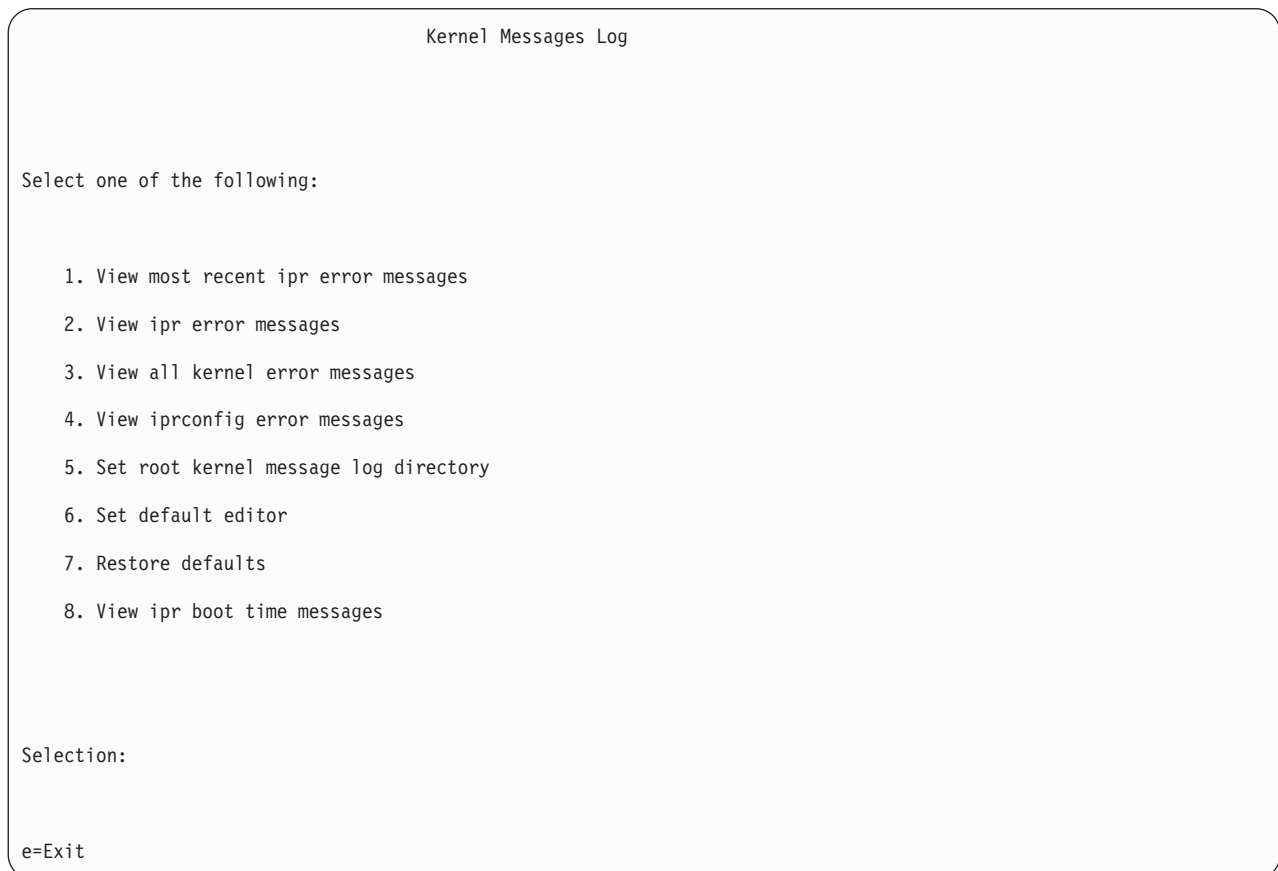 Kernel Messages Log
Select one of the following:
1. View most recent ipr error messages
2. View ipr error messages
3. View all kernel error messages
4. View iprconfig error messages
5. Set root kernel message log directory
6. Set default editor
7. Restore defaults
8. View ipr boot time messages
Selection:
e=Exit